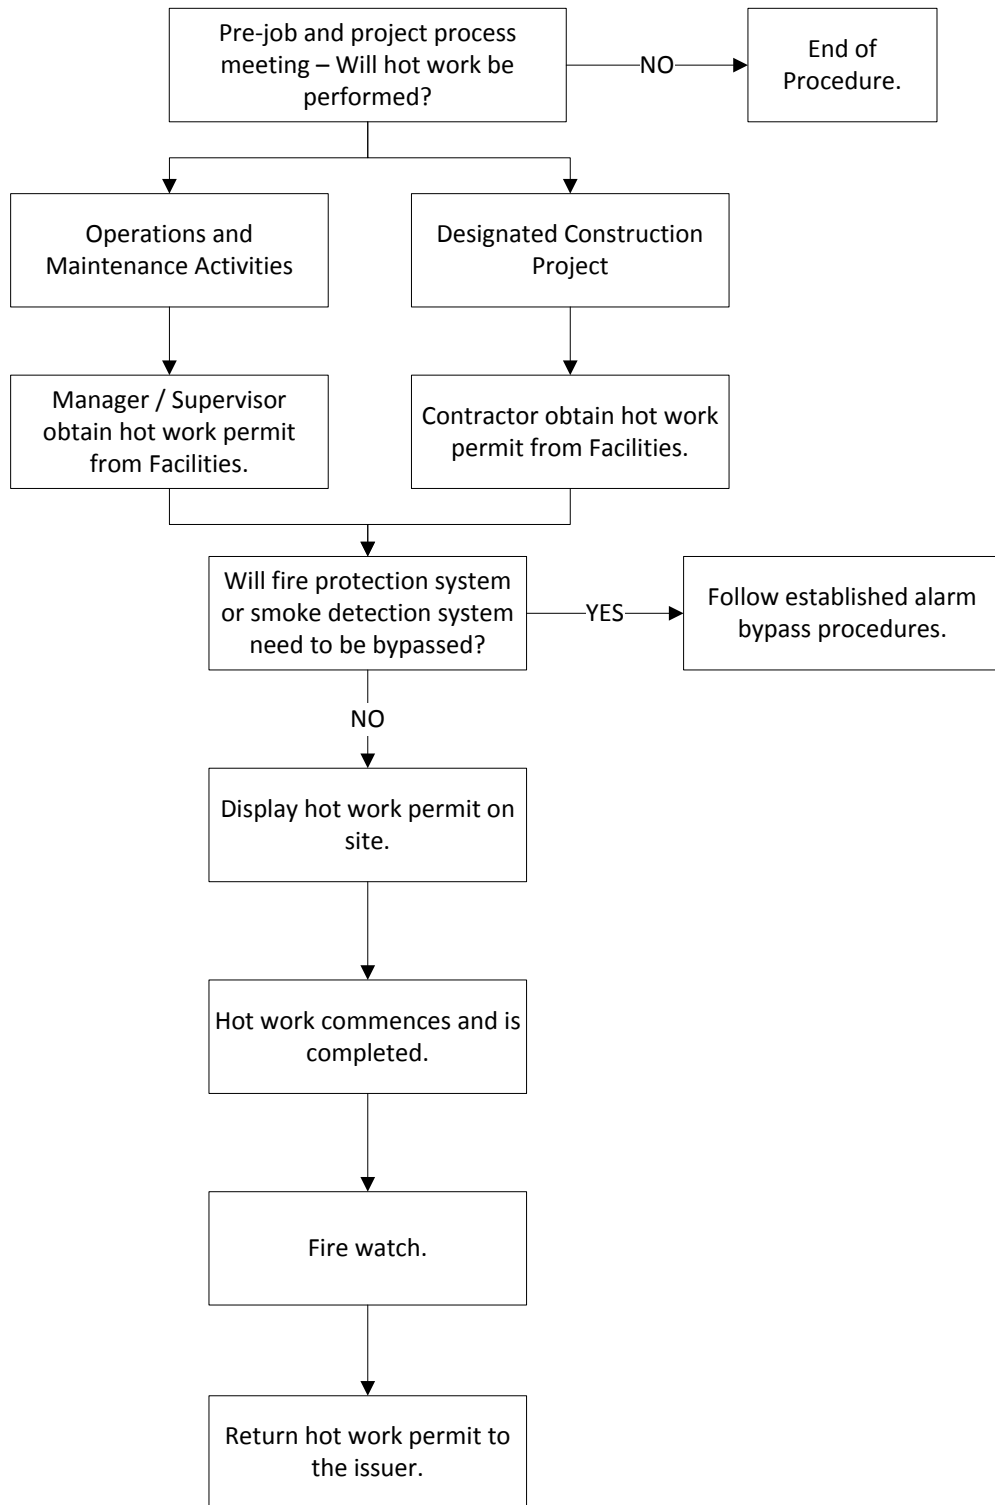 Pre-job and project process
meeting – Will hot work be
performed?
NO
End of
Procedure.
Operations and
Maintenance Activities
Designated Construction
Project
Manager / Supervisor
obtain hot work permit
from Facilities.
Contractor obtain hot work
permit from Facilities.
Will fire protection system
or smoke detection system
need to be bypassed?
YES
Follow established alarm
bypass procedures.
NO
Display hot work permit on
site.
Hot work commences and is
completed.
Fire watch.
Return hot work permit to
the issuer.